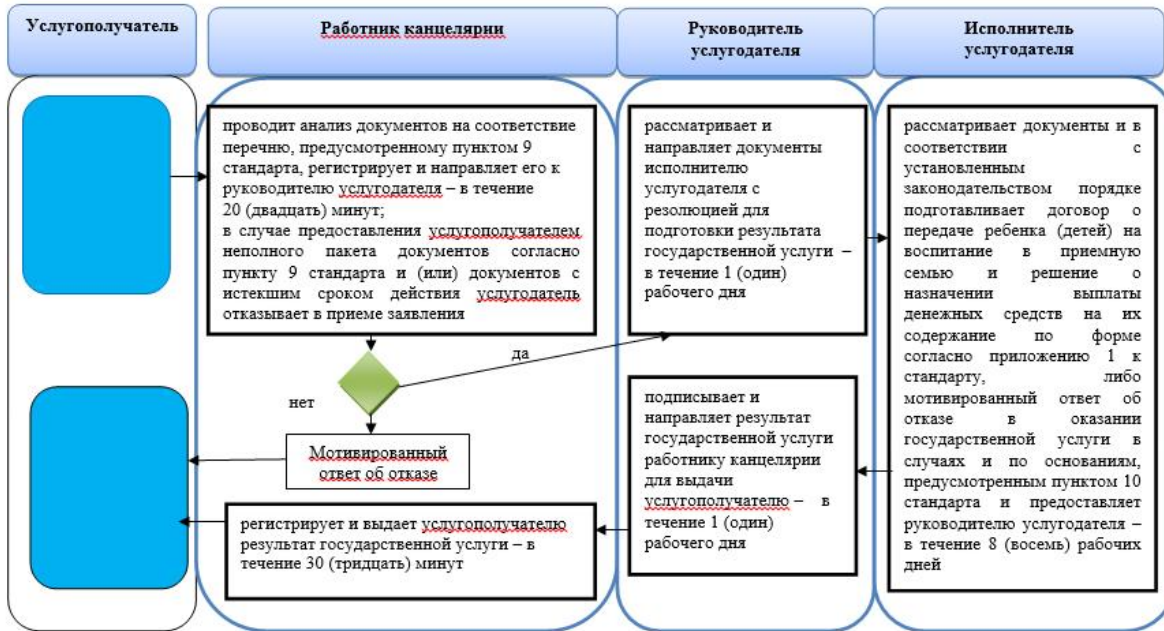 Услугополучатель
Работник канцелярии
Руководитель
услугодателя
Исполнитель
услугодателя
проводит анализ документов на соответствие
перечню, предусмотренному пунктом 9
стандарта, регистрирует и направляет его к
руководителю услугодателя – в течение
20 (двадцать) минут;
в случае предоставления услугополучателем
неполного пакета документов согласно
пункту 9 стандарта и (или) документов с
истекшим сроком действия услугодатель
отказывает в приеме заявления
да
нет
Мотивированный
ответ об отказе
регистрирует и выдает услугополучателю
результат государственной услуги – в
течение 30 (тридцать) минут
рассматривает и
направляет документы
исполнителю
услугодателя с
резолюцией для
подготовки результата
государственной услуги –
в течение 1 (один)
рабочего дня
подписывает и
направляет результат
государственной услуги
работнику канцелярии
для выдачи
услугополучателю – в
течение 1 (один)
рабочего дня
рассматривает документы и в
соответствии с
установленным
законодательством порядке
подготавливает договор о
передаче ребенка (детей) на
воспитание в приемную
семью и решение о
назначении выплаты
денежных средств на их
содержание по форме
согласно приложению 1 к
стандарту, либо
мотивированный ответ об
отказе в оказании
государственной услуги в
случаях и по основаниям,
предусмотренным пунктом 10
стандарта и предоставляет
руководителю услугодателя –
в течение 8 (восемь) рабочих
дней